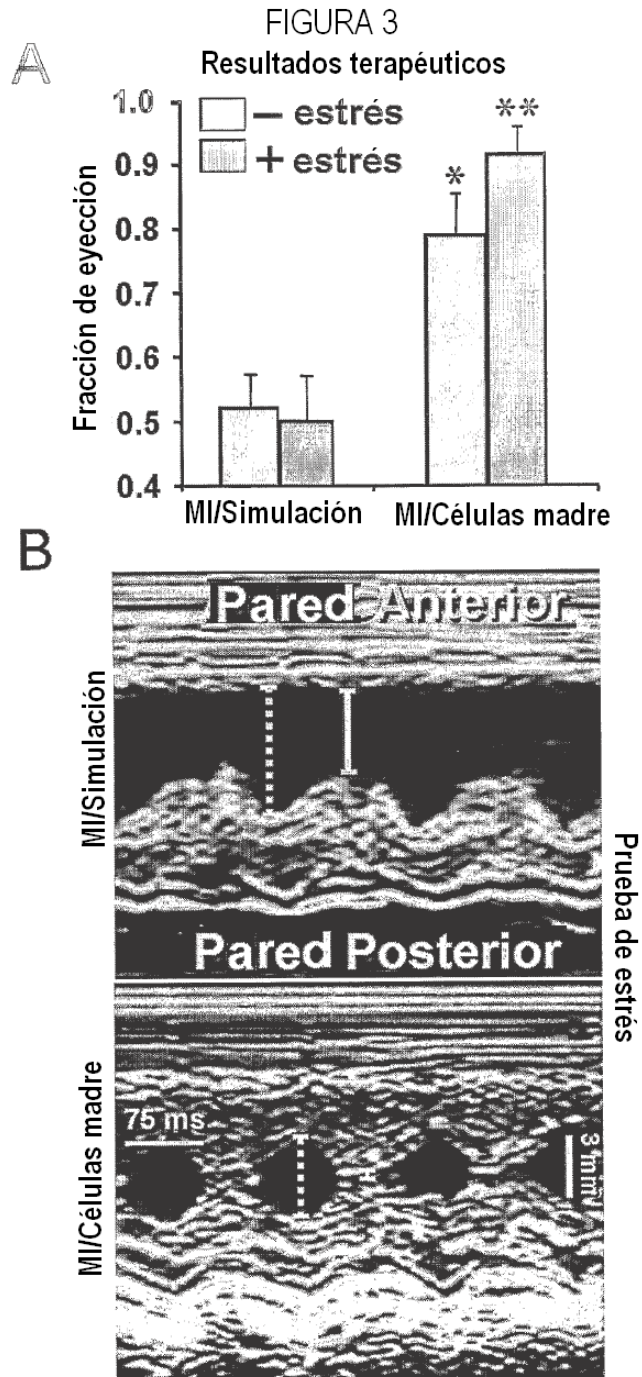 FIGURA 3
A
Resultados terapéuticos
Fracción de eyección
1.0
0.9
0.8
0.7
0.6
0.5
0.4
− estrés
+ estrés
*
**
MI/Simulación
MI/Células madre
B
MI/Simulación
Pared Anterior
Pared Posterior
Prueba de estrés
MI/Células madre
75 ms
3 mm